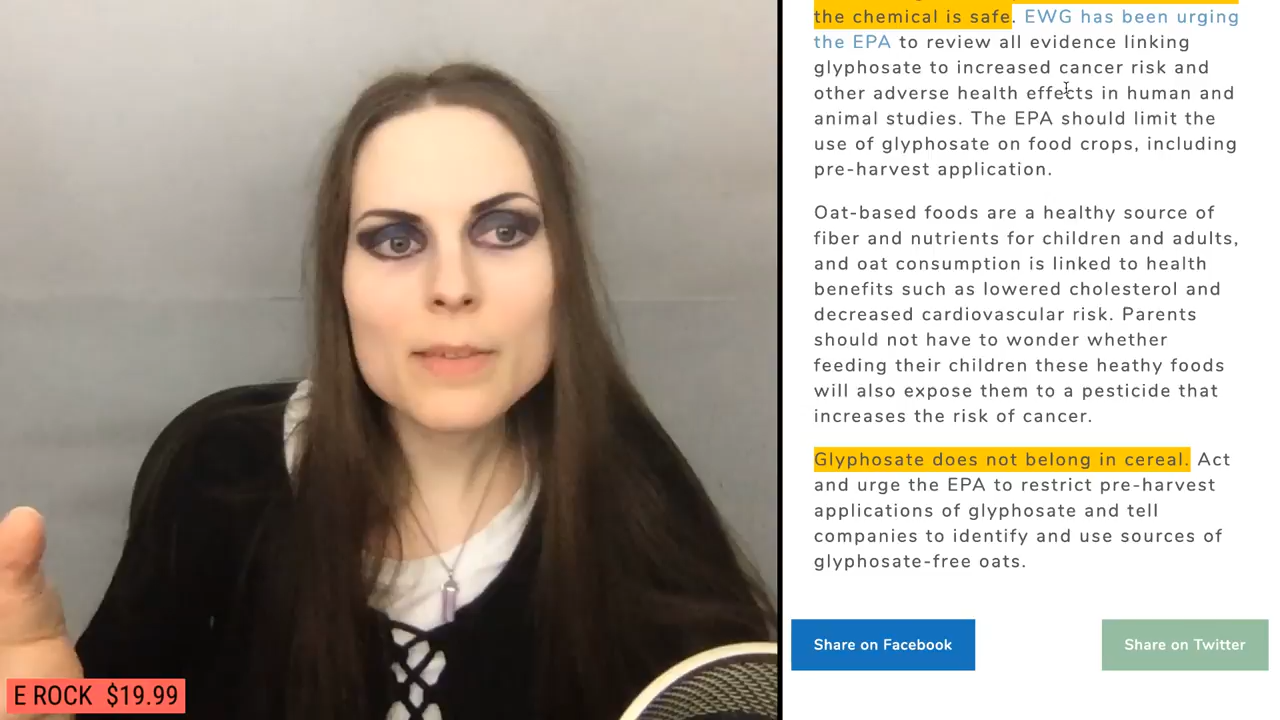 the chemical is safe. EWG has been urging
the EPA to review all evidence linking
glyphosate to increased cancer risk and
other adverse health effects in human and
animal studies. The EPA should limit the
use of glyphosate on food crops, including
pre-harvest application.
Oat-based foods are a healthy source of
fiber and nutrients for children and adults,
and oat consumption is linked to health
benefits such as lowered cholesterol and
decreased cardiovascular risk. Parents
should not have to wonder whether
feeding their children these heathy foods
will also expose them to a pesticide that
increases the risk of cancer.
Glyphosate does not belong in cereal. Act
and urge the EPA to restrict pre-harvest
applications of glyphosate and tell
companies to identify and use sources of
glyphosate-free oats.
Share on Facebook
Share on Twitter
E ROCK $19.99